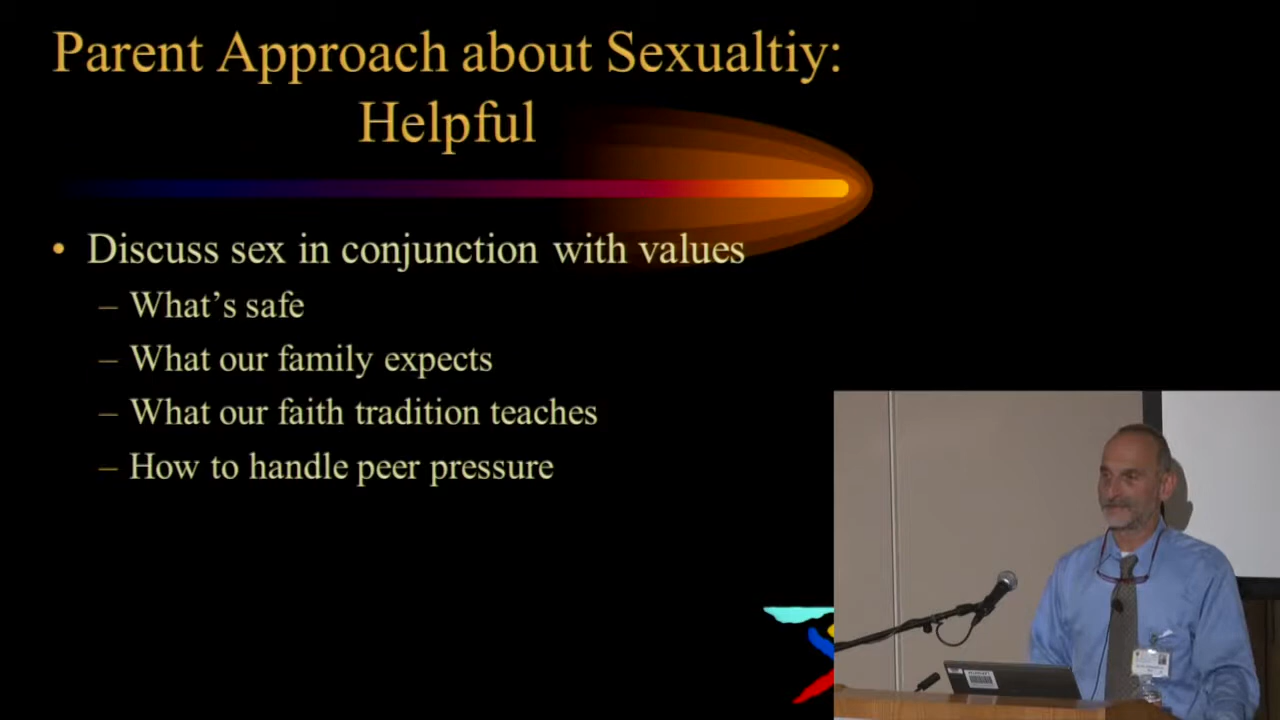 Parent Approach about Sexualtiy:
Helpful
• Discuss sex in conjunction with values
– What's safe
– What our family expects
– What our faith tradition teaches
– How to handle peer pressure